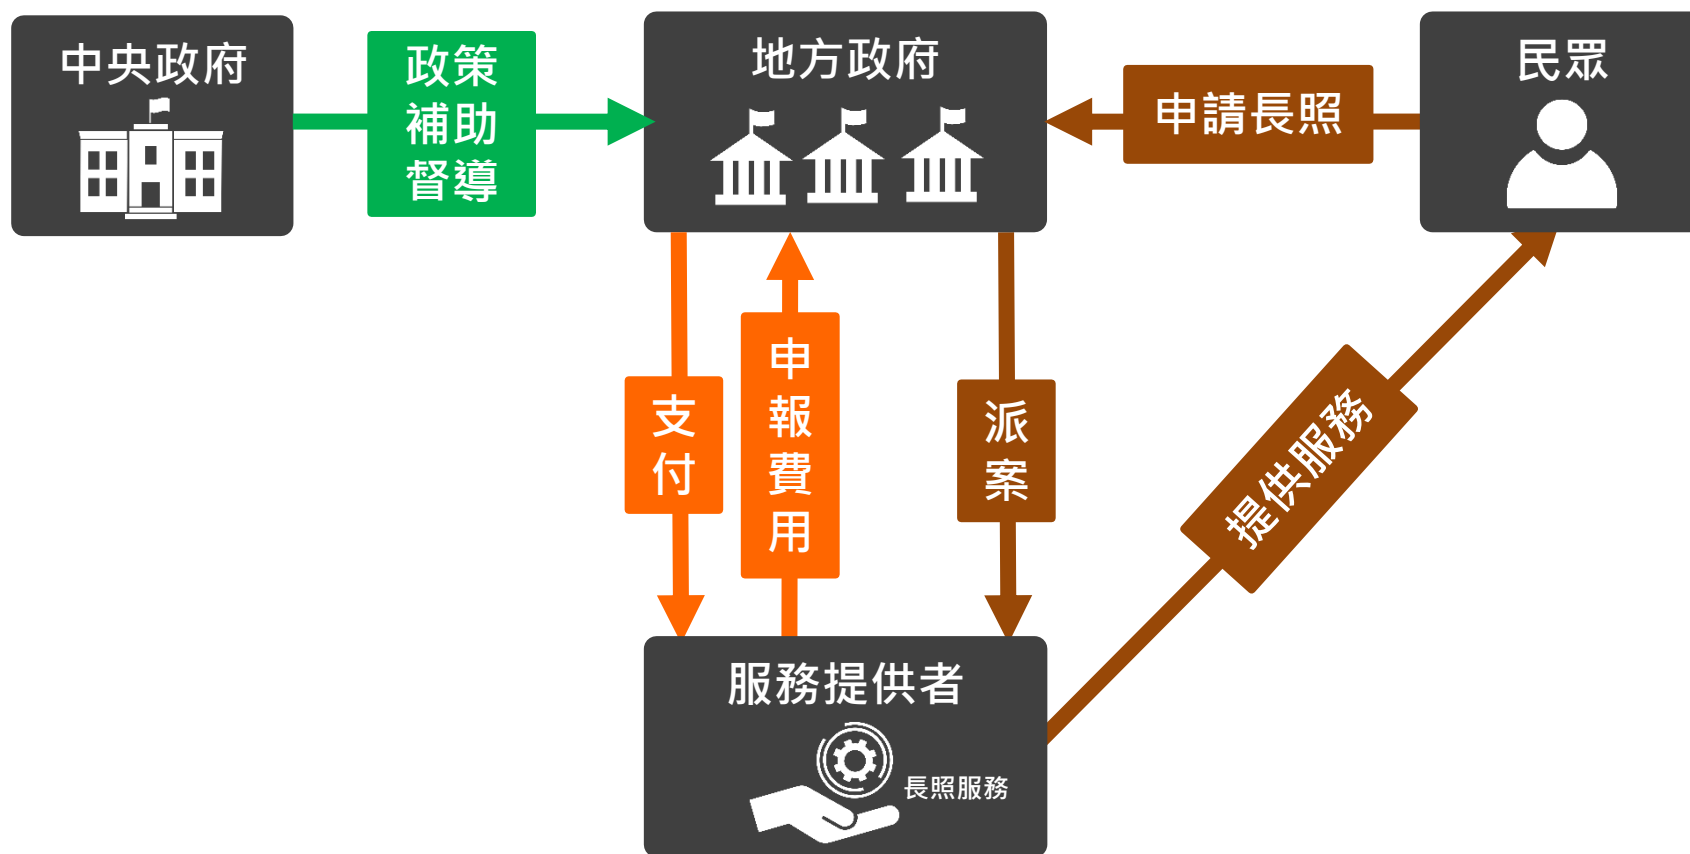 中央政府
政策
補助
督導
地方政府
申請長照
民眾
支付
申報費用
派案
提供服務
服務提供者
長照服務